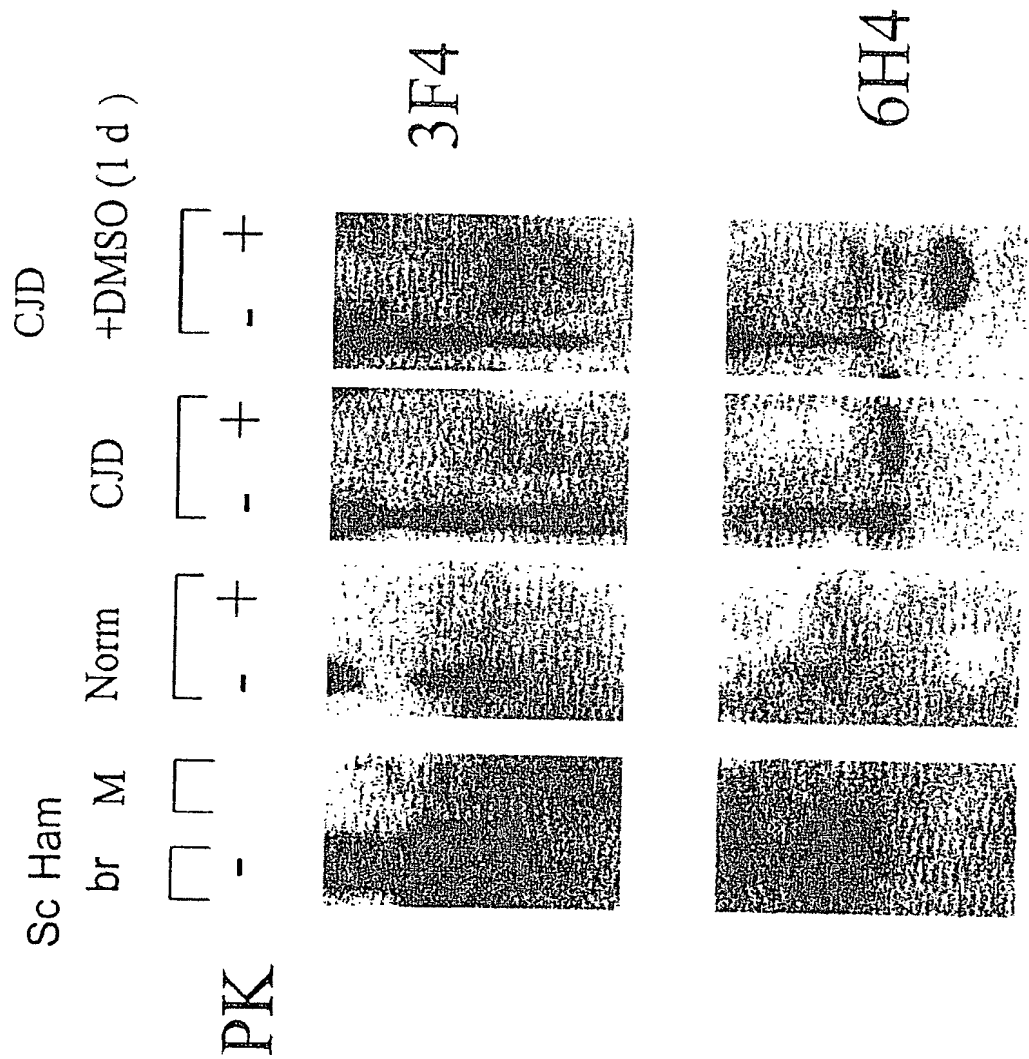 Sc Ham CJD
br M Norm CJD +DMSO (1 d )
PK - - + - + - +
3F4
6H4